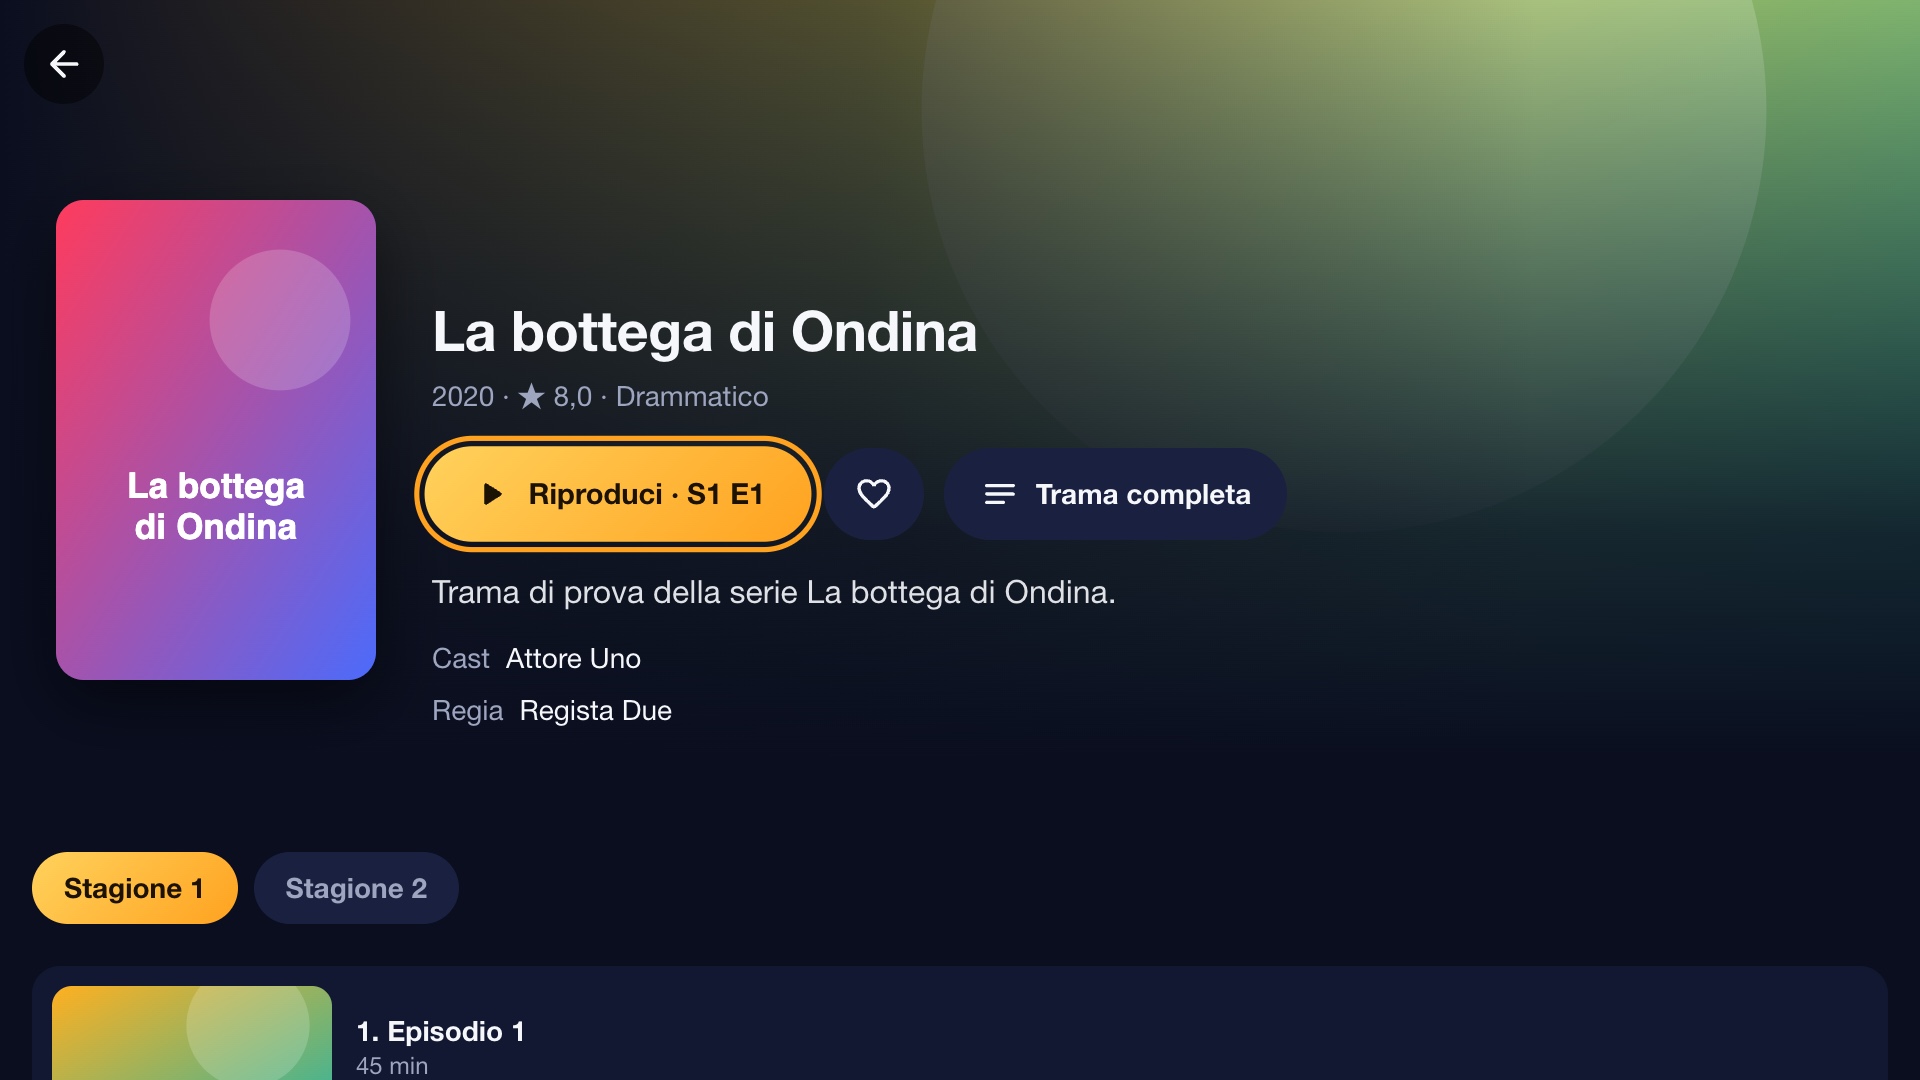 La bottega
di Ondina
La bottega di Ondina
2020 · ★ 8,0 · Drammatico
Riproduci · S1 E1
Trama completa
Trama di prova della serie La bottega di Ondina.
Cast Attore Uno
Regia Regista Due
Stagione 1
Stagione 2
1. Episodio 1
45 min